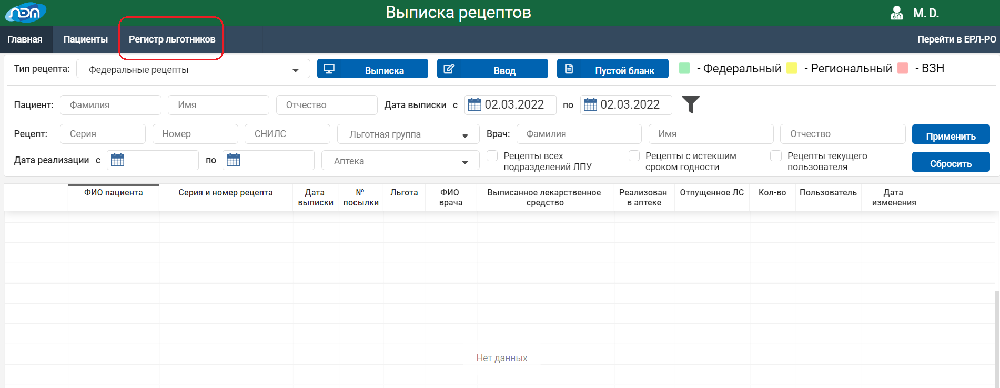 ЛЭМ
Выписка рецептов
M. D.
Главная Пациенты Регистр льготников Перейти в ЕРЛ-РО
Тип рецепта: Федеральные рецепты Выписка Ввод Пустой бланк - Федеральный - Региональный - ВЗН
Пациент: Фамилия Имя Отчество Дата выписки с 02.03.2022 по 02.03.2022
Рецепт: Серия Номер СНИЛС Льготная группа Врач: Фамилия Имя Отчество Применить
Дата реализации с по Аптека Рецепты всех Рецепты с истекшим Рецепты текущего
подразделений ЛПУ сроком годности пользователя Сбросить
ФИО пациента Серия и номер рецепта Дата № Льгота ФИО Выписанное лекарственное Реализован Отпущенное ЛС Кол-во Пользователь Дата
выписки посылки врача средство в аптеке изменения
Нет данных